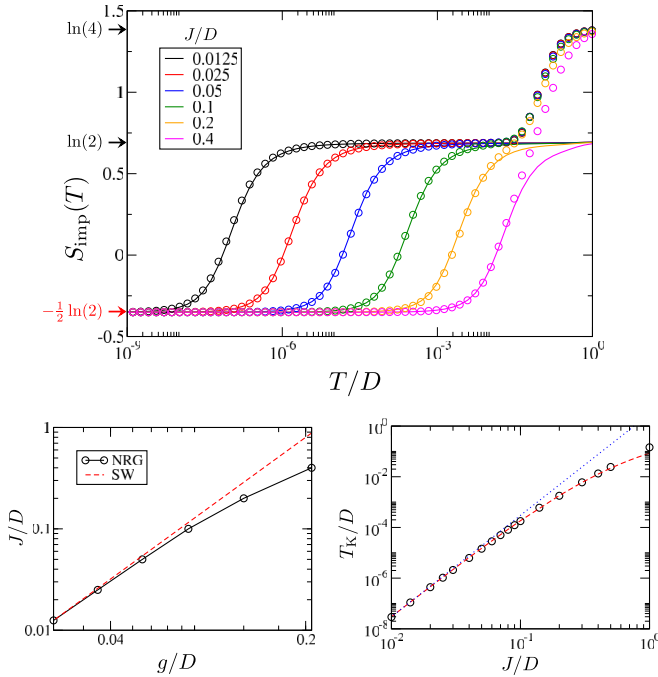 J/D
0.0125
0.025
0.05
0.1
0.2
0.4
ln(4)
ln(2)
-1/2 ln(2)
S_imp(T)
1.5
1
0.5
0
-0.5
10^-9
10^-6
10^-3
10^0
T/D
NRG
SW
J/D
1
0.1
0.01
0.04
0.2
g/D
T_K/D
10^0
10^-2
10^-4
10^-6
10^-8
10^-2
10^-1
10^0
J/D